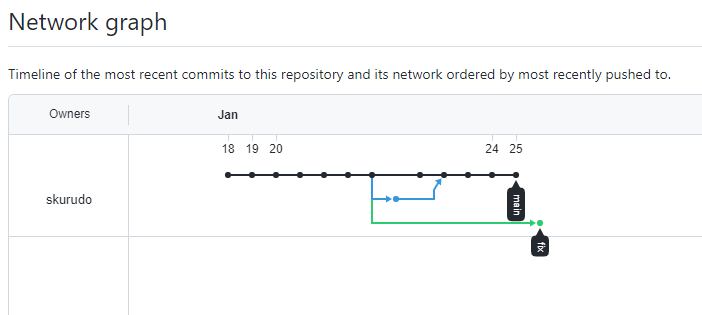 Network graph
Timeline of the most recent commits to this repository and its network ordered by most recently pushed to.
Owners
Jan
18 19 20 24 25
skurudo
main
fix